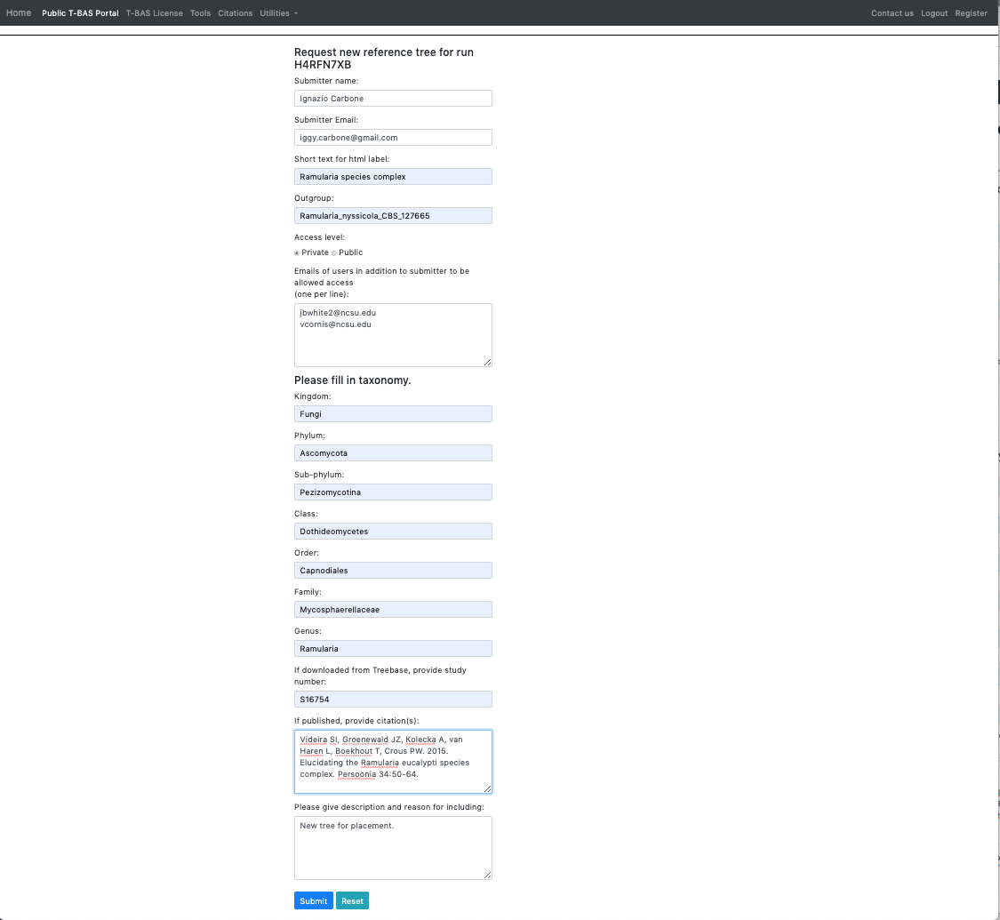 Home Public T-BAS Portal T-BAS License Tools Citations Utilities Contact us Logout Register
Request new reference tree for run
H4RFN7XB
Submitter name:
Ignazio Carbone
Submitter Email:
iggy.carbone@gmail.com
Short text for html label:
Ramularia species complex
Outgroup:
Ramularia_nyssicola_CBS_127665
Access level:
Private Public
Emails of users in addition to submitter to be
allowed access
(one per line):
jbwhite2@ncsu.edu
vcornis@ncsu.edu
Please fill in taxonomy.
Kingdom:
Fungi
Phylum:
Ascomycota
Sub-phylum:
Pezizomycotina
Class:
Dothideomycetes
Order:
Capnodiales
Family:
Mycosphaerellaceae
Genus:
Ramularia
If downloaded from Treebase, provide study
number:
S16754
If published, provide citation(s):
Videira SI, Groenewald JZ, Kolecka A, van
Haren L, Boekhout T, Crous PW. 2015.
Elucidating the Ramularia eucalypti species
complex. Persoonia 34:50-64.
Please give description and reason for including:
New tree for placement.
Submit Reset